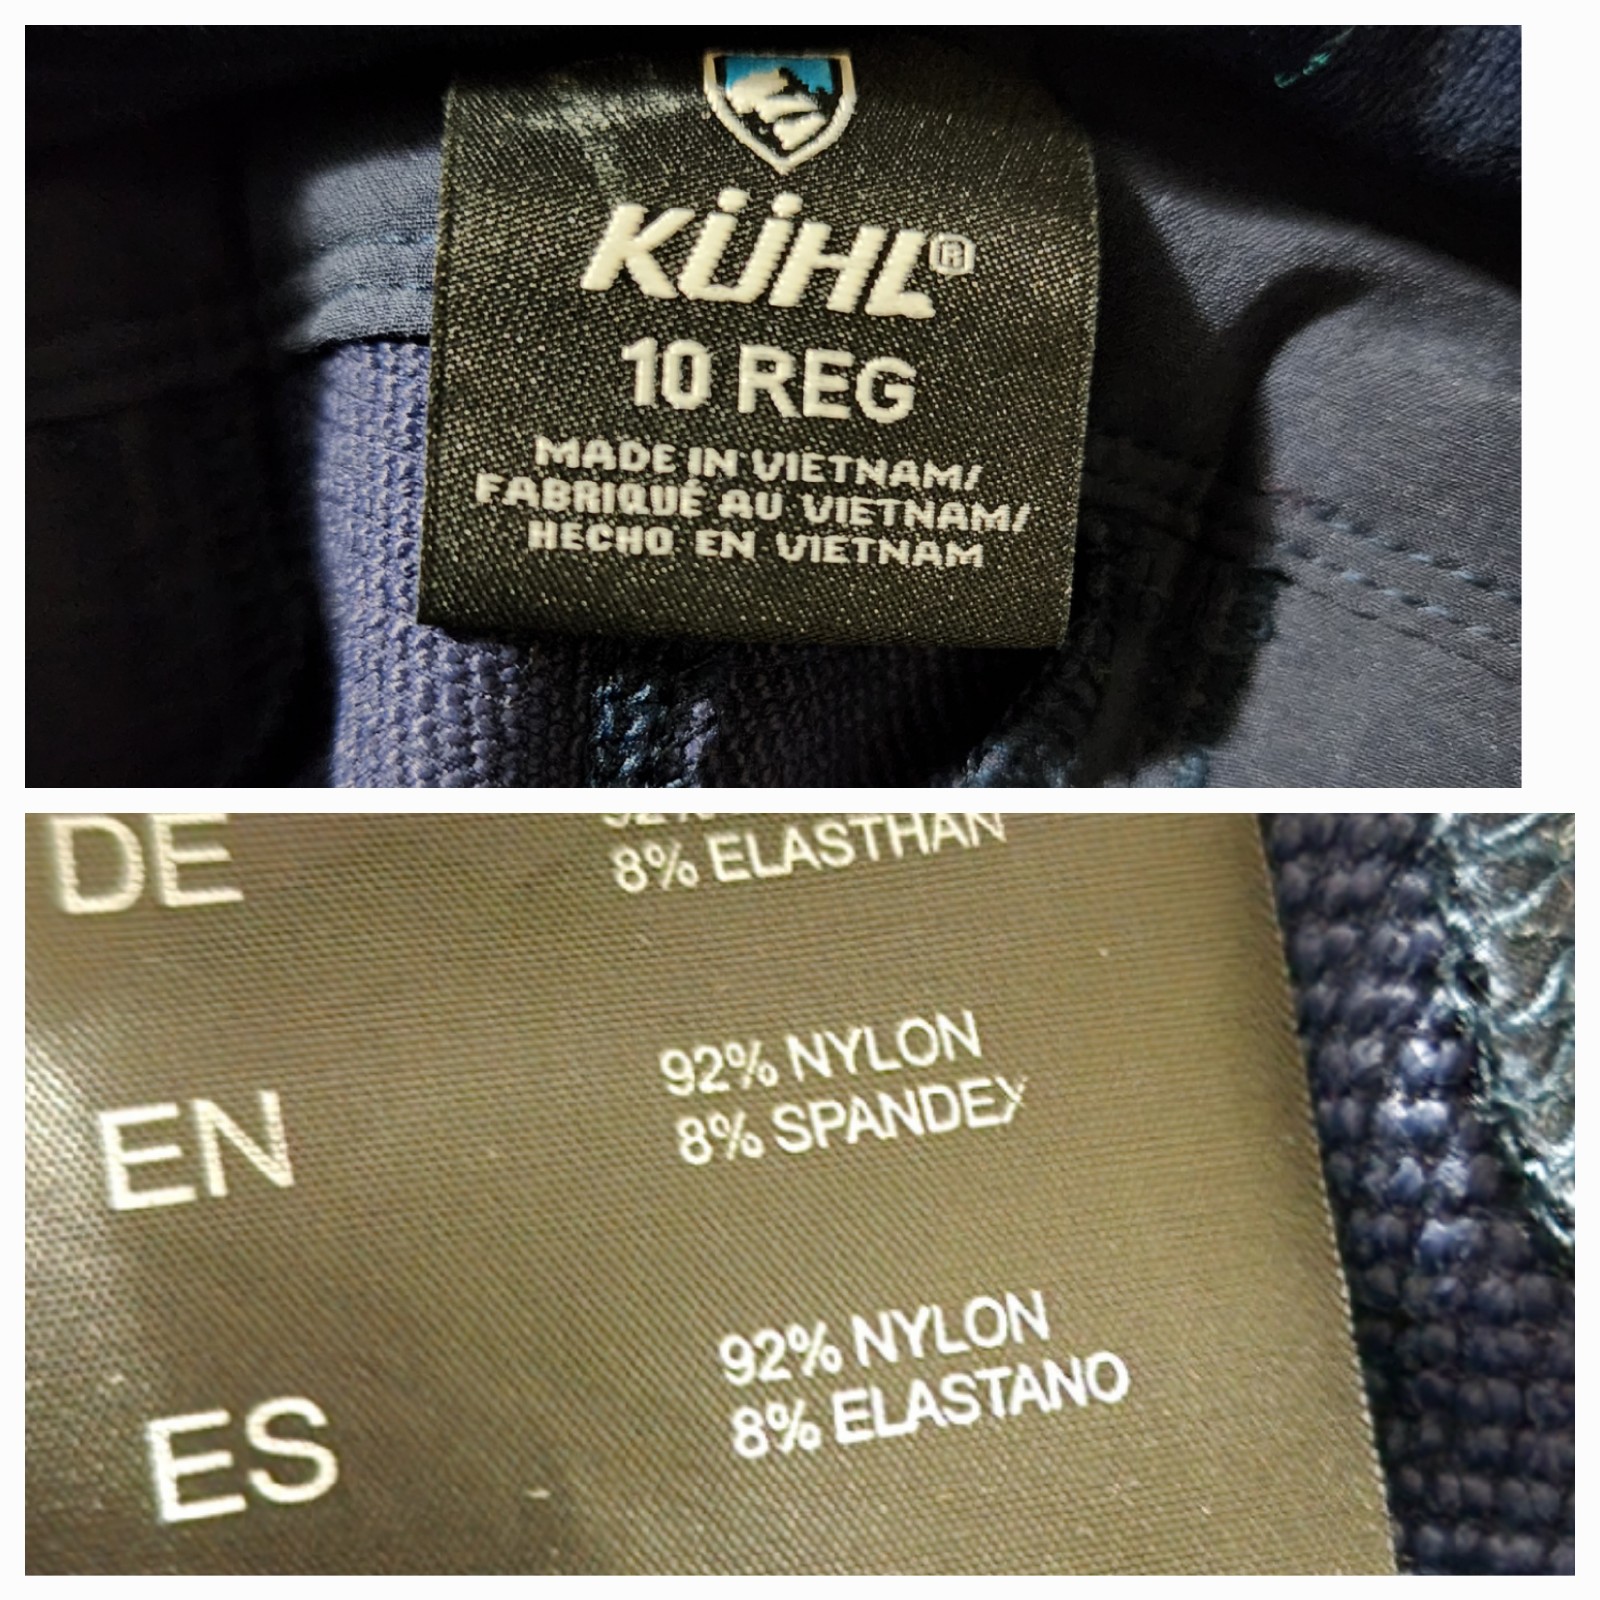 KÜHL®
10 REG
MADE IN VIETNAM/
FABRIQUÉ AU VIETNAM/
HECHO EN VIETNAM
DE
8% ELASTHAN
EN
92% NYLON
8% SPANDEX
ES
92% NYLON
8% ELASTANO